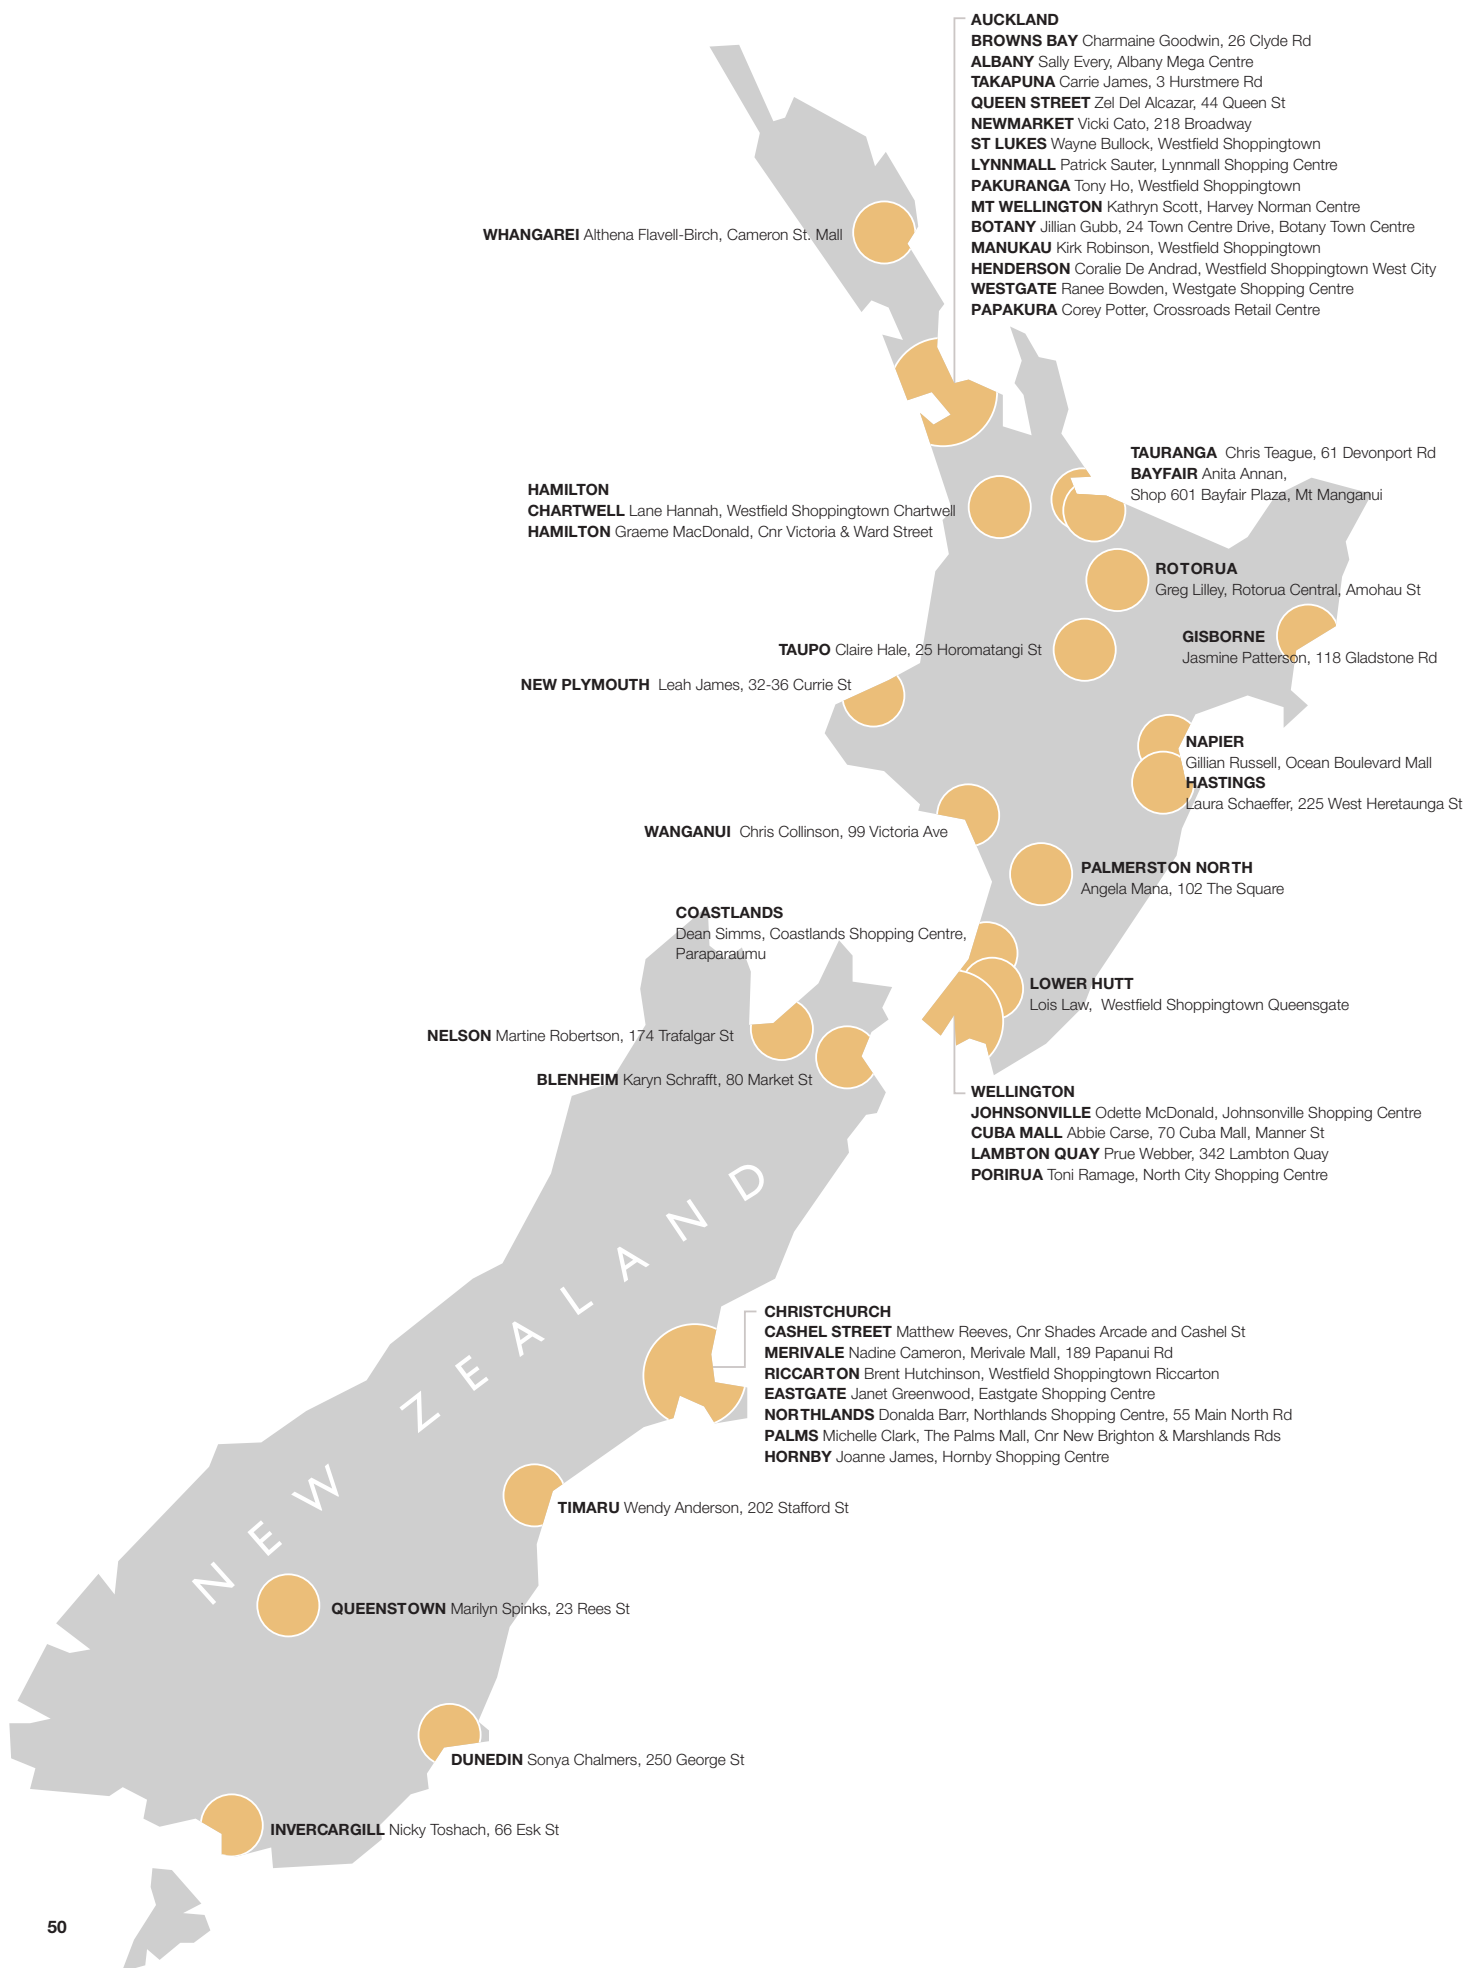 AUCKLAND
BROWNS BAY Charmaine Goodwin, 26 Clyde Rd
ALBANY Sally Every, Albany Mega Centre
TAKAPUNA Carrie James, 3 Hurstmere Rd
QUEEN STREET Zel Del Alcazar, 44 Queen St
NEWMARKET Vicki Cato, 218 Broadway
ST LUKES Wayne Bullock, Westfield Shoppingtown
LYNNMALL Patrick Sauter, Lynnmall Shopping Centre
PAKURANGA Tony Ho, Westfield Shoppingtown
MT WELLINGTON Kathryn Scott, Harvey Norman Centre
BOTANY Jillian Gubb, 24 Town Centre Drive, Botany Town Centre
MANUKAU Kirk Robinson, Westfield Shoppingtown
HENDERSON Coralie De Andrad, Westfield Shoppingtown West City
WESTGATE Ranee Bowden, Westgate Shopping Centre
PAPAKURA Corey Potter, Crossroads Retail Centre
WHANGAREI Althena Flavell-Birch, Cameron St. Mall
TAURANGA Chris Teague, 61 Devonport Rd
BAYFAIR Anita Annan,
Shop 601 Bayfair Plaza, Mt Manganui
HAMILTON
CHARTWELL Lane Hannah, Westfield Shoppingtown Chartwell
HAMILTON Graeme MacDonald, Cnr Victoria & Ward Street
ROTORUA
Greg Lilley, Rotorua Central, Amohau St
GISBORNE
Jasmine Patterson, 118 Gladstone Rd
TAUPO Claire Hale, 25 Horomatangi St
NEW PLYMOUTH Leah James, 32-36 Currie St
NAPIER
Gillian Russell, Ocean Boulevard Mall
HASTINGS
Laura Schaeffer, 225 West Heretaunga St
WANGANUI Chris Collinson, 99 Victoria Ave
PALMERSTON NORTH
Angela Mana, 102 The Square
COASTLANDS
Dean Simms, Coastlands Shopping Centre,
Paraparaumu
LOWER HUTT
Lois Law, Westfield Shoppingtown Queensgate
NELSON Martine Robertson, 174 Trafalgar St
BLENHEIM Karyn Schrafft, 80 Market St
WELLINGTON
JOHNSONVILLE Odette McDonald, Johnsonville Shopping Centre
CUBA MALL Abbie Carse, 70 Cuba Mall, Manner St
LAMBTON QUAY Prue Webber, 342 Lambton Quay
PORIRUA Toni Ramage, North City Shopping Centre
NEW ZEALAND
CHRISTCHURCH
CASHEL STREET Matthew Reeves, Cnr Shades Arcade and Cashel St
MERIVALE Nadine Cameron, Merivale Mall, 189 Papanui Rd
RICCARTON Brent Hutchinson, Westfield Shoppingtown Riccarton
EASTGATE Janet Greenwood, Eastgate Shopping Centre
NORTHLANDS Donalda Barr, Northlands Shopping Centre, 55 Main North Rd
PALMS Michelle Clark, The Palms Mall, Cnr New Brighton & Marshlands Rds
HORNBY Joanne James, Hornby Shopping Centre
TIMARU Wendy Anderson, 202 Stafford St
QUEENSTOWN Marilyn Spinks, 23 Rees St
DUNEDIN Sonya Chalmers, 250 George St
INVERCARGILL Nicky Toshach, 66 Esk St
50